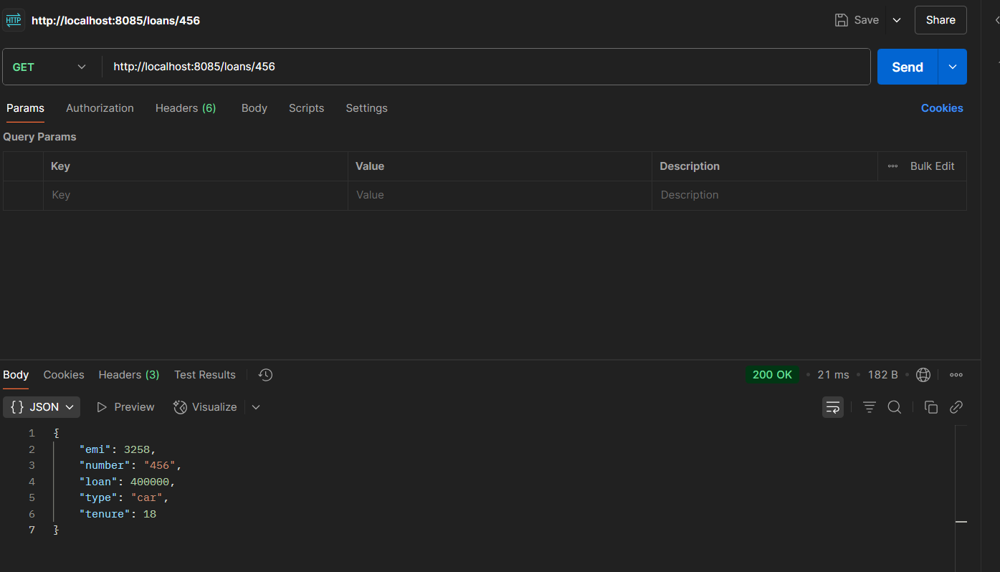 HTTP http://localhost:8085/loans/456 Save Share
GET http://localhost:8085/loans/456 Send
Params Authorization Headers (6) Body Scripts Settings Cookies
Query Params
Key Value Description Bulk Edit
Key Value Description
Body Cookies Headers (3) Test Results 200 OK • 21 ms • 182 B •
{} JSON Preview Visualize
1 {
2 "emi": 3258,
3 "number": "456",
4 "loan": 400000,
5 "type": "car",
6 "tenure": 18
7 }